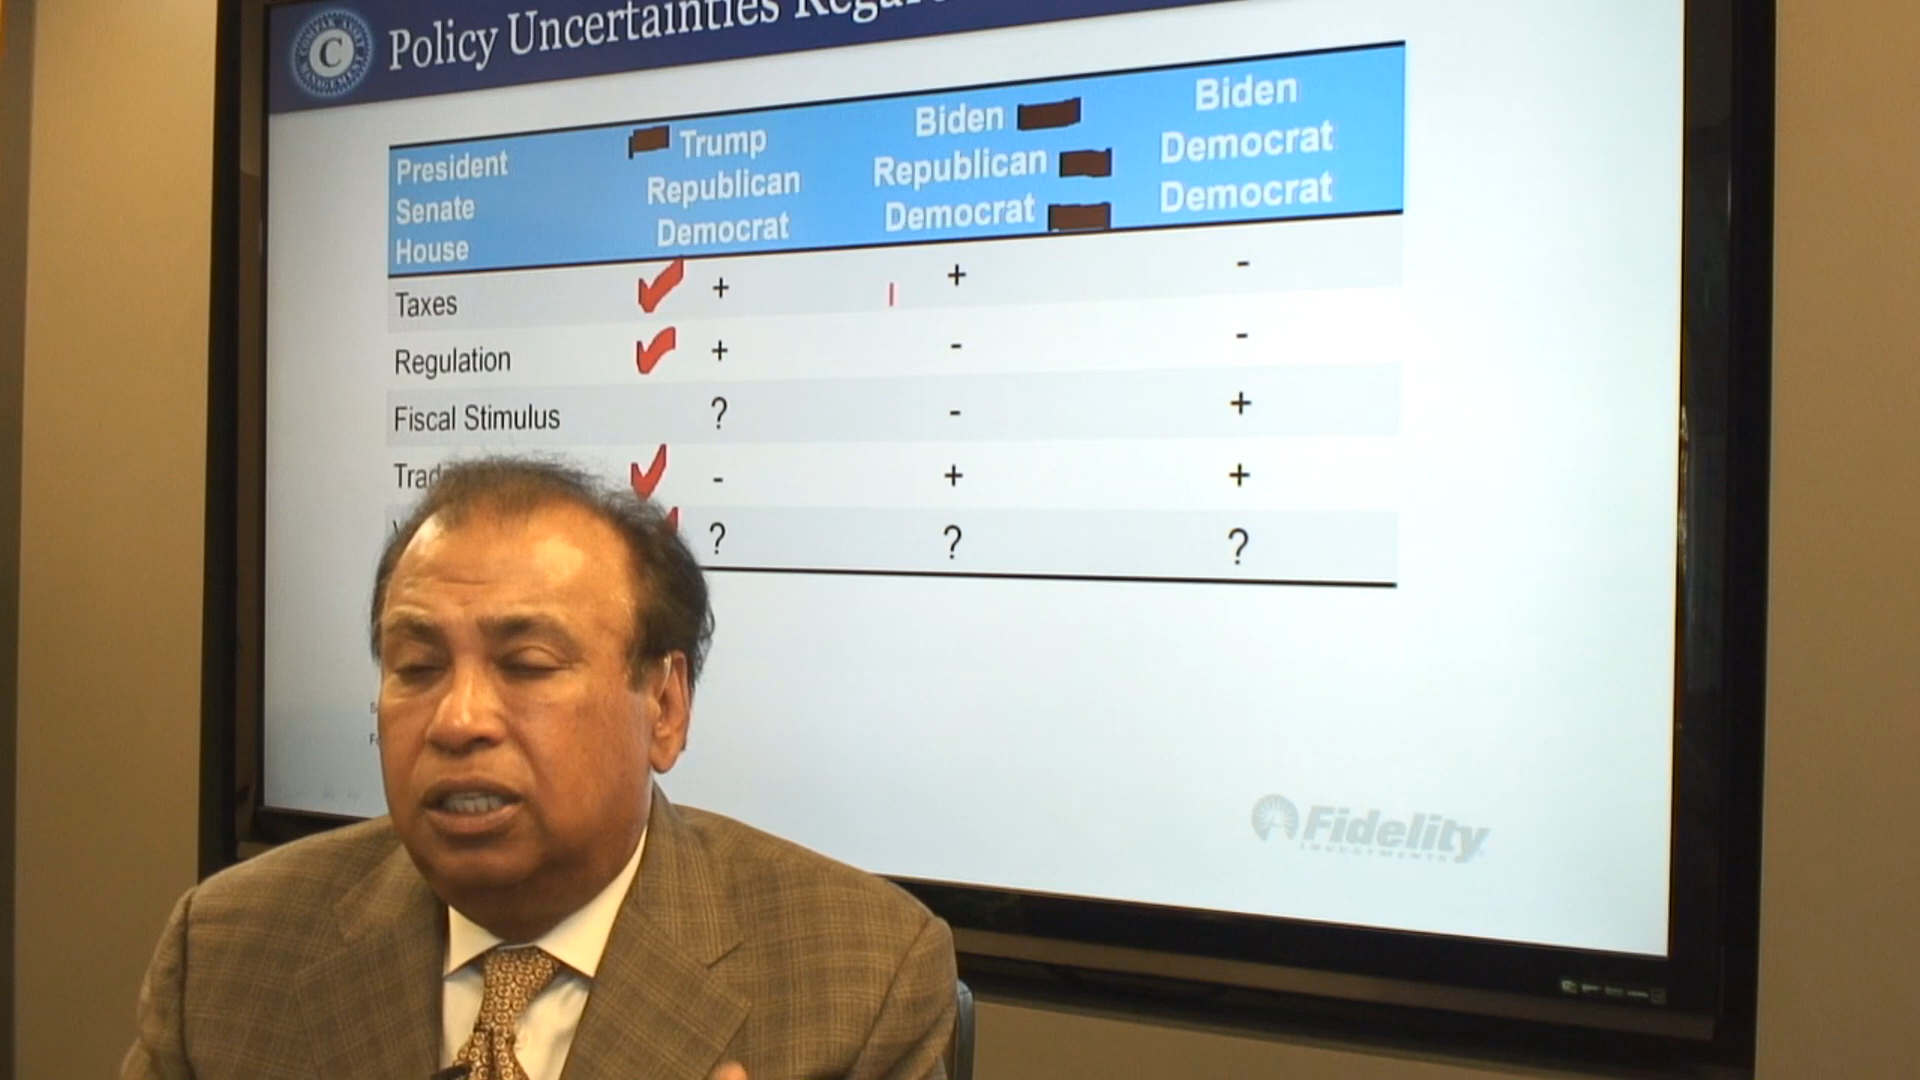 C
Policy Uncertainties
President
Senate
House
Trump
Republican
Democrat
Biden
Republican
Democrat
Biden
Democrat
Democrat
Taxes + + -
Regulation + - -
Fiscal Stimulus ? - +
- + +
? ? ?
Fidelity
INVESTMENTS